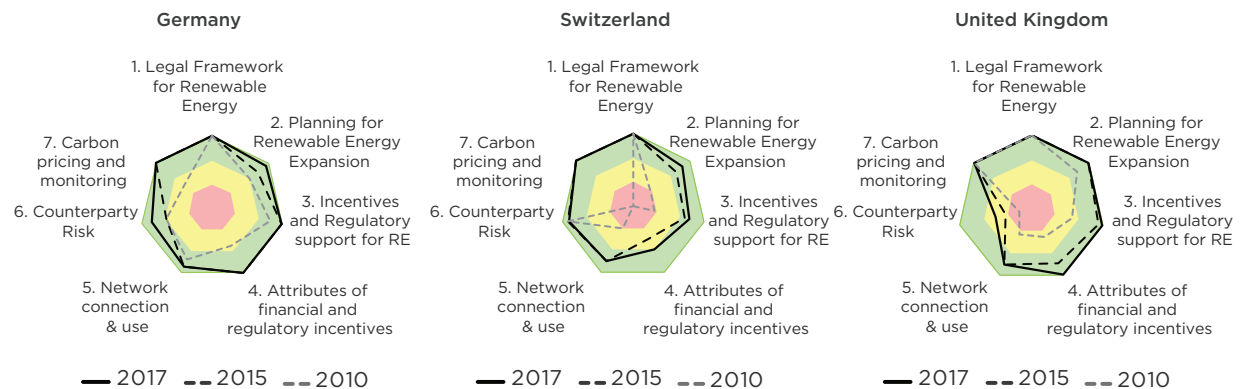 Germany
1. Legal Framework
for Renewable
Energy
2. Planning for
Renewable Energy
Expansion
3. Incentives
and Regulatory
support for RE
4. Attributes of
financial and
regulatory incentives
5. Network
connection
& use
6. Counterparty
Risk
7. Carbon
pricing and
monitoring
2017 2015 2010
Switzerland
1. Legal Framework
for Renewable
Energy
2. Planning for
Renewable Energy
Expansion
3. Incentives
and Regulatory
support for RE
4. Attributes of
financial and
regulatory incentives
5. Network
connection
& use
6. Counterparty
Risk
7. Carbon
pricing and
monitoring
2017 2015 2010
United Kingdom
1. Legal Framework
for Renewable
Energy
2. Planning for
Renewable Energy
Expansion
3. Incentives
and Regulatory
support for RE
4. Attributes of
financial and
regulatory incentives
5. Network
connection
& use
6. Counterparty
Risk
7. Carbon
pricing and
monitoring
2017 2015 2010